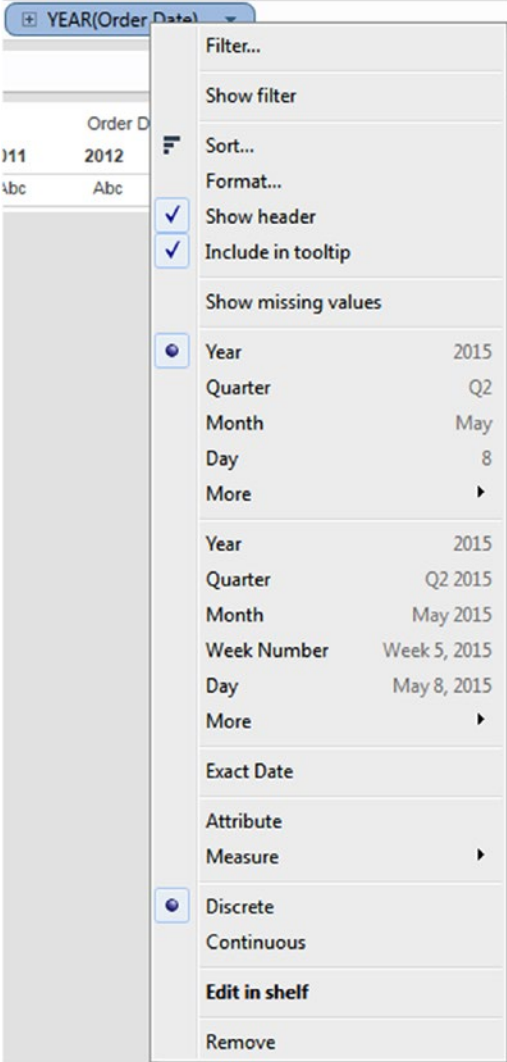 YEAR(Order Date)
Filter...
Show filter
Order D
Sort...
011 2012
Format...
Abc Abc
Show header
Include in tooltip
Show missing values
Year 2015
Quarter Q2
Month May
Day 8
More
Year 2015
Quarter Q2 2015
Month May 2015
Week Number Week 5, 2015
Day May 8, 2015
More
Exact Date
Attribute
Measure
Discrete
Continuous
Edit in shelf
Remove